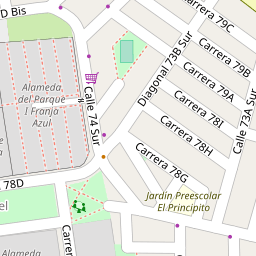 D Bis
Carrera 79C
Carrera 79B
Carrera 79A
Carrera 78I
Carrera 78H
Carrera 78G
Diagonal 73B Sur
Calle 73A Sur
Calle 74 Sur
Alameda
del Parque
I Franja
Azul
78D
Jardin Preescolar
El Principito
el
Carrer
Alameda